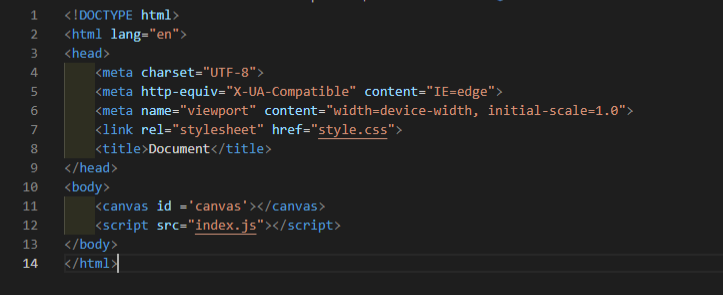 1 <!DOCTYPE html>
2 <html lang="en">
3 <head>
4     <meta charset="UTF-8">
5     <meta http-equiv="X-UA-Compatible" content="IE=edge">
6     <meta name="viewport" content="width=device-width, initial-scale=1.0">
7     <link rel="stylesheet" href="style.css">
8     <title>Document</title>
9 </head>
10 <body>
11     <canvas id ='canvas'></canvas>
12     <script src="index.js"></script>
13 </body>
14 </html>